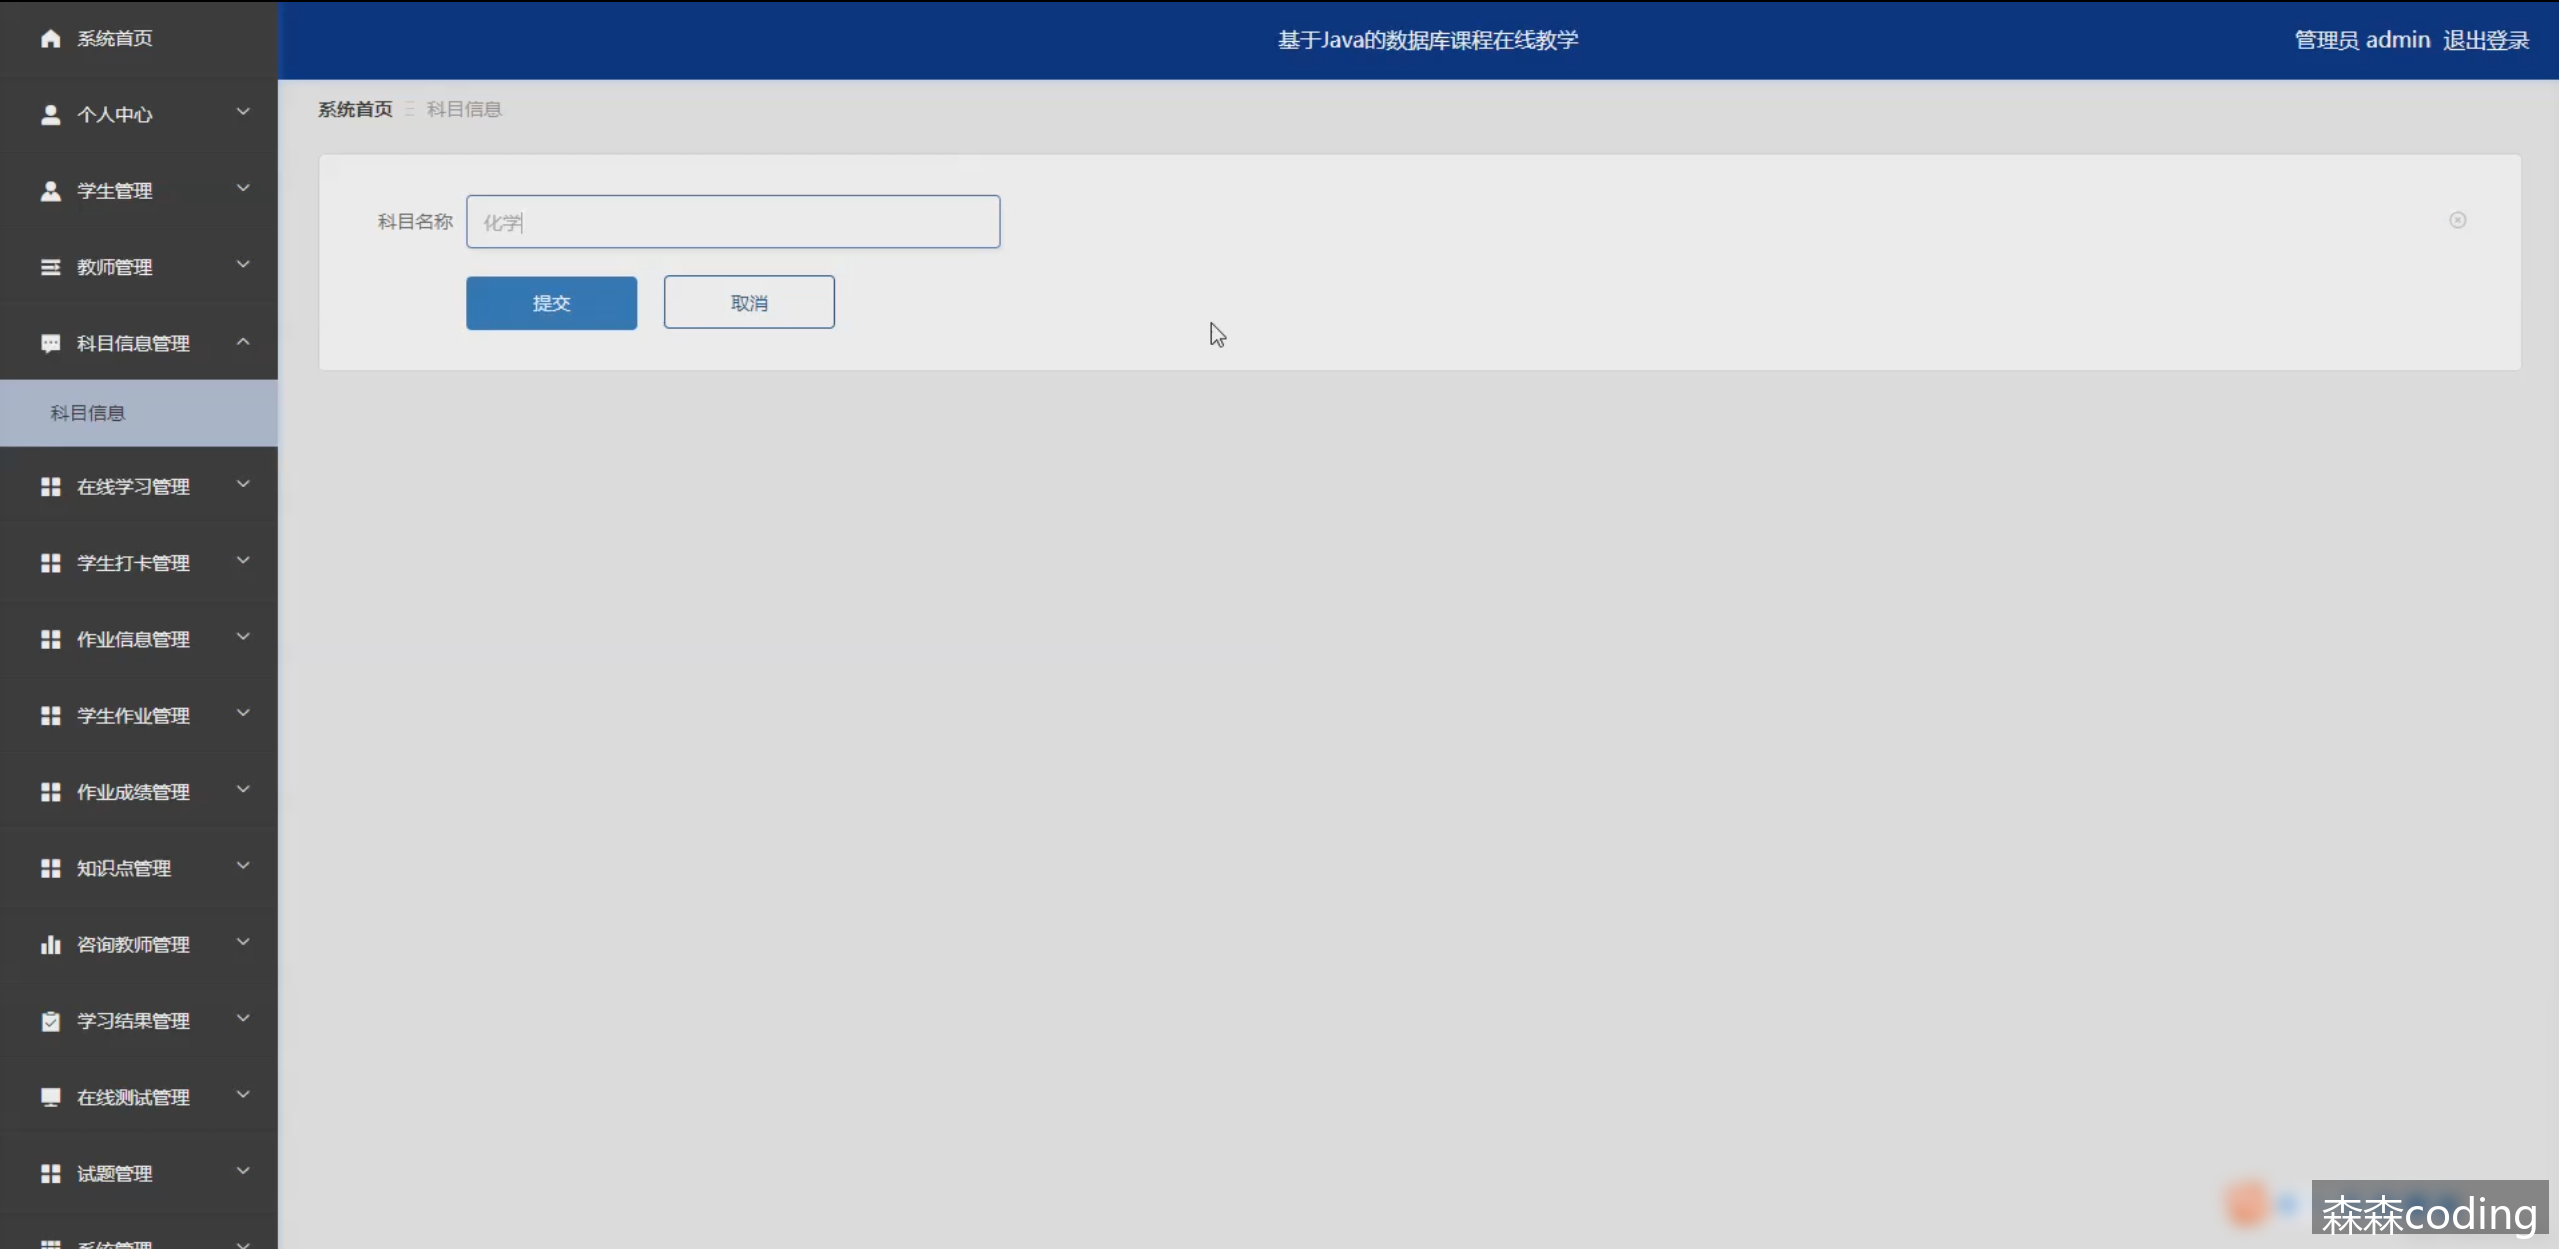 系统首页
个人中心
学生管理
教师管理
科目信息管理
科目信息
在线学习管理
学生打卡管理
作业信息管理
学生作业管理
作业成绩管理
知识点管理
咨询教师管理
学习结果管理
在线测试管理
试题管理
系统管理
基于Java的数据库课程在线教学
管理员 admin 退出登录
系统首页 科目信息
科目名称 化学
提交 取消
森森coding